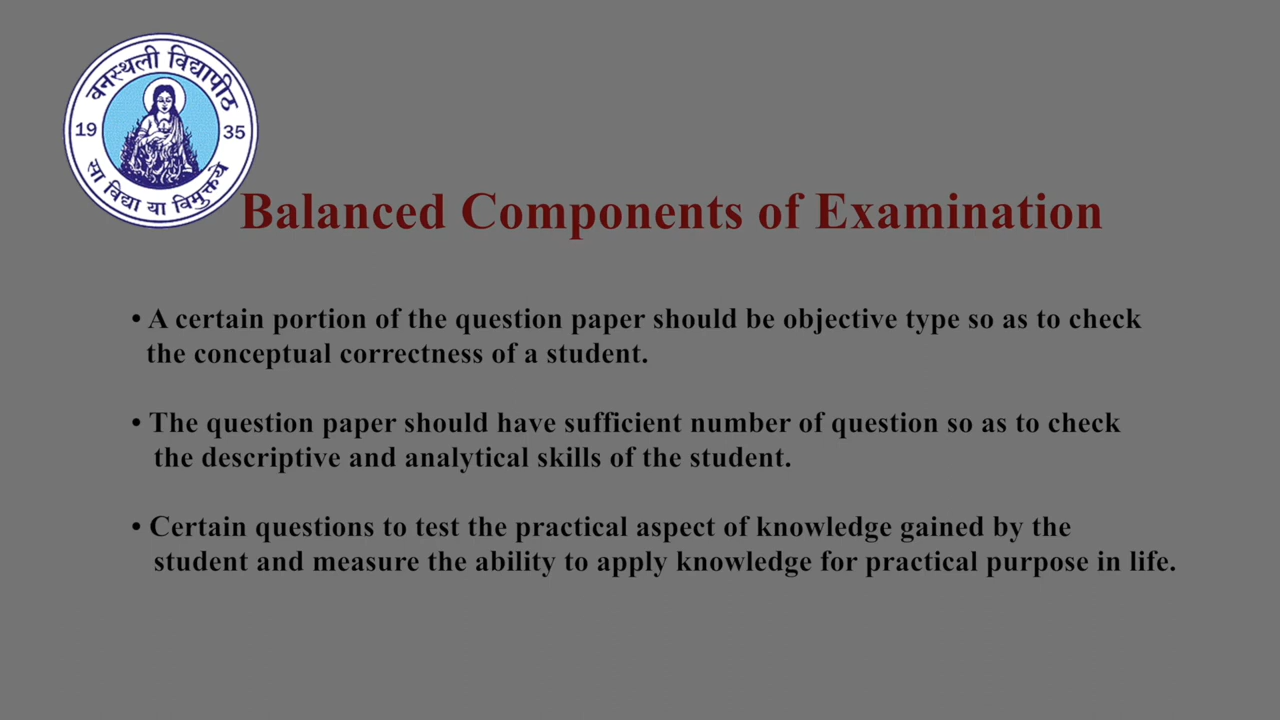 वनस्थली विद्यापीठ
19 35
सा विद्या या विमुक्तये
Balanced Components of Examination
• A certain portion of the question paper should be objective type so as to check
the conceptual correctness of a student.
• The question paper should have sufficient number of question so as to check
the descriptive and analytical skills of the student.
• Certain questions to test the practical aspect of knowledge gained by the
student and measure the ability to apply knowledge for practical purpose in life.